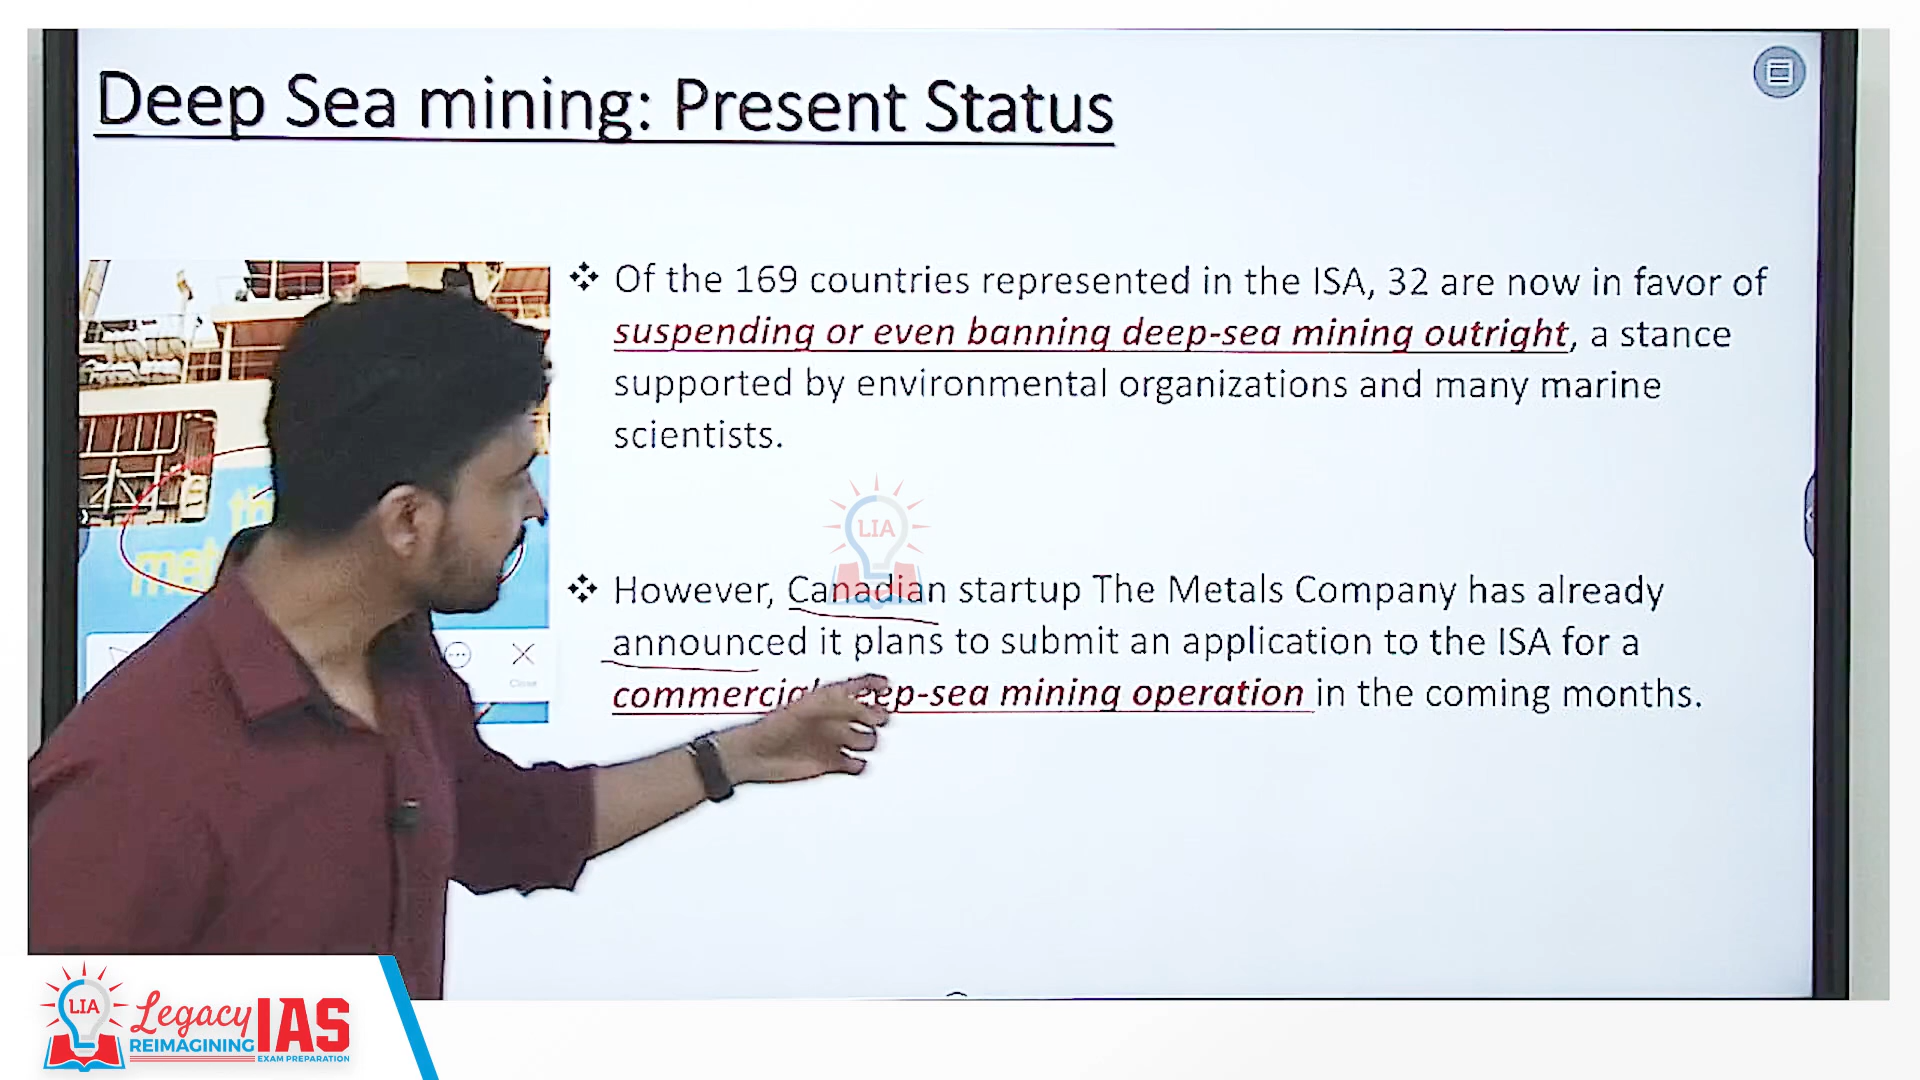 Deep Sea mining: Present Status
Of the 169 countries represented in the ISA, 32 are now in favor of
suspending or even banning deep-sea mining outright, a stance
supported by environmental organizations and many marine
scientists.
LIA
However, Canadian startup The Metals Company has already
announced it plans to submit an application to the ISA for a
commercial deep-sea mining operation in the coming months.
Close
LIA
Legacy IAS
REIMAGINING
EXAM PREPARATION